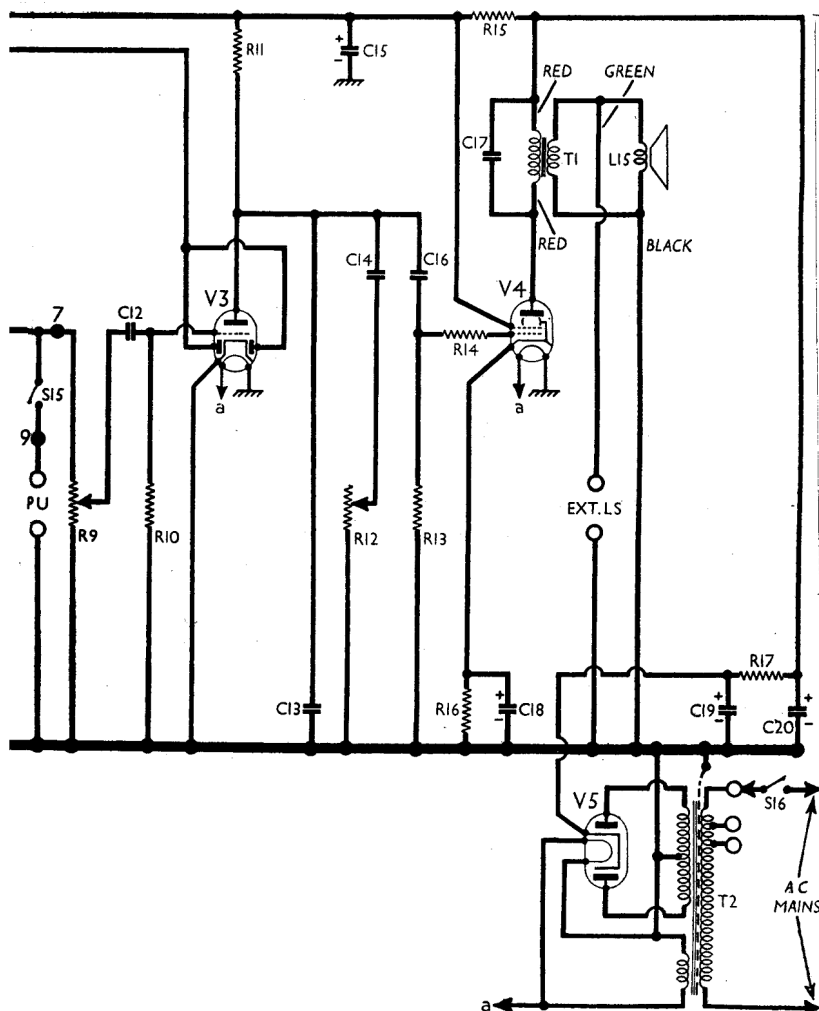 R15
R11
C15
+
-
RED
GREEN
C17
T1
L15
RED
BLACK
C14
C16
V3
V4
7
C12
R14
S15
a
a
9
PU
EXT.LS
R9
R10
R12
R13
R17
+
-
C19
+
-
C20
R16
+
-
C18
C13
V5
S16
T2
A C
MAINS
a